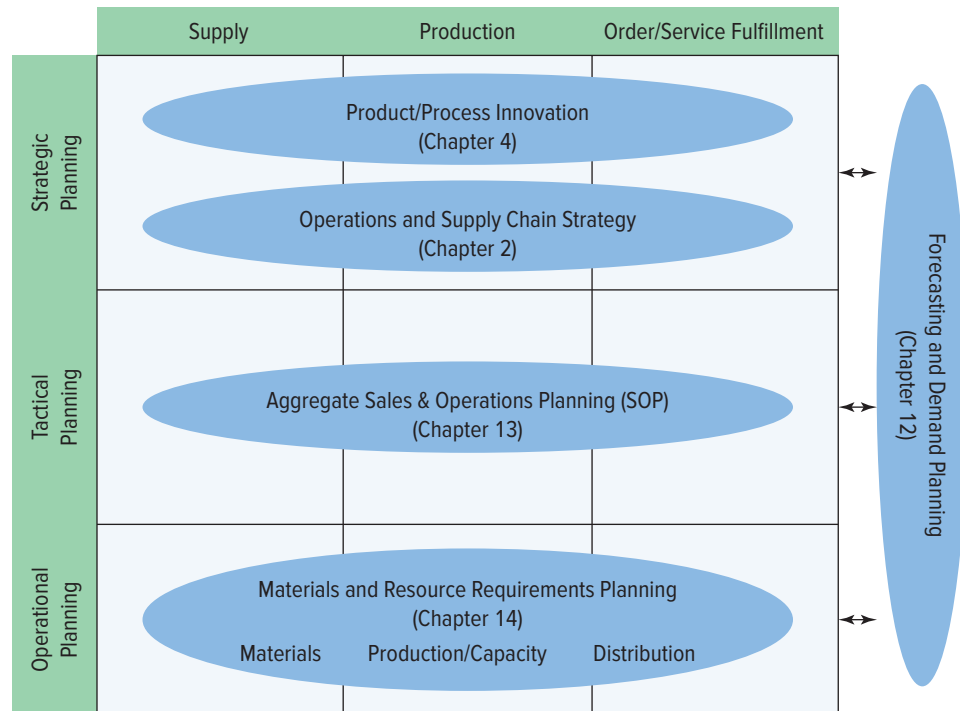 Supply
Production
Order/Service Fulfillment
Strategic
Planning
Product/Process Innovation
(Chapter 4)
Operations and Supply Chain Strategy
(Chapter 2)
Tactical
Planning
Aggregate Sales & Operations Planning (SOP)
(Chapter 13)
Operational
Planning
Materials and Resource Requirements Planning
(Chapter 14)
Materials
Production/Capacity
Distribution
Forecasting and Demand Planning
(Chapter 12)